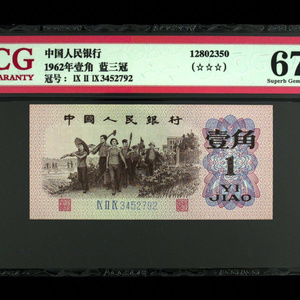 CG
ARANTY
中国人民银行
1962年壹角 蓝三冠
冠号：IX II IX 3452792
12802350
(☆☆☆)
67
Superb Gem
中国人民银行
壹角
1
YI
JIAO
IX II IX 3452792